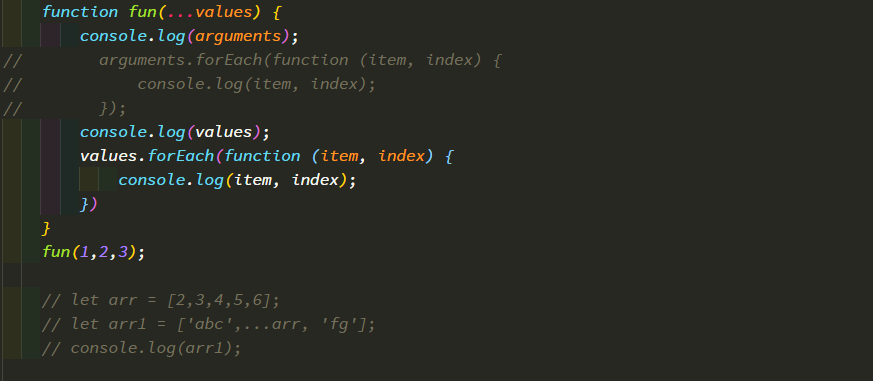 function fun(...values) {
console.log(arguments);
// arguments.forEach(function (item, index) {
// console.log(item, index);
// });
console.log(values);
values.forEach(function (item, index) {
console.log(item, index);
})
}
fun(1,2,3);
// let arr = [2,3,4,5,6];
// let arr1 = ['abc',...arr, 'fg'];
// console.log(arr1);